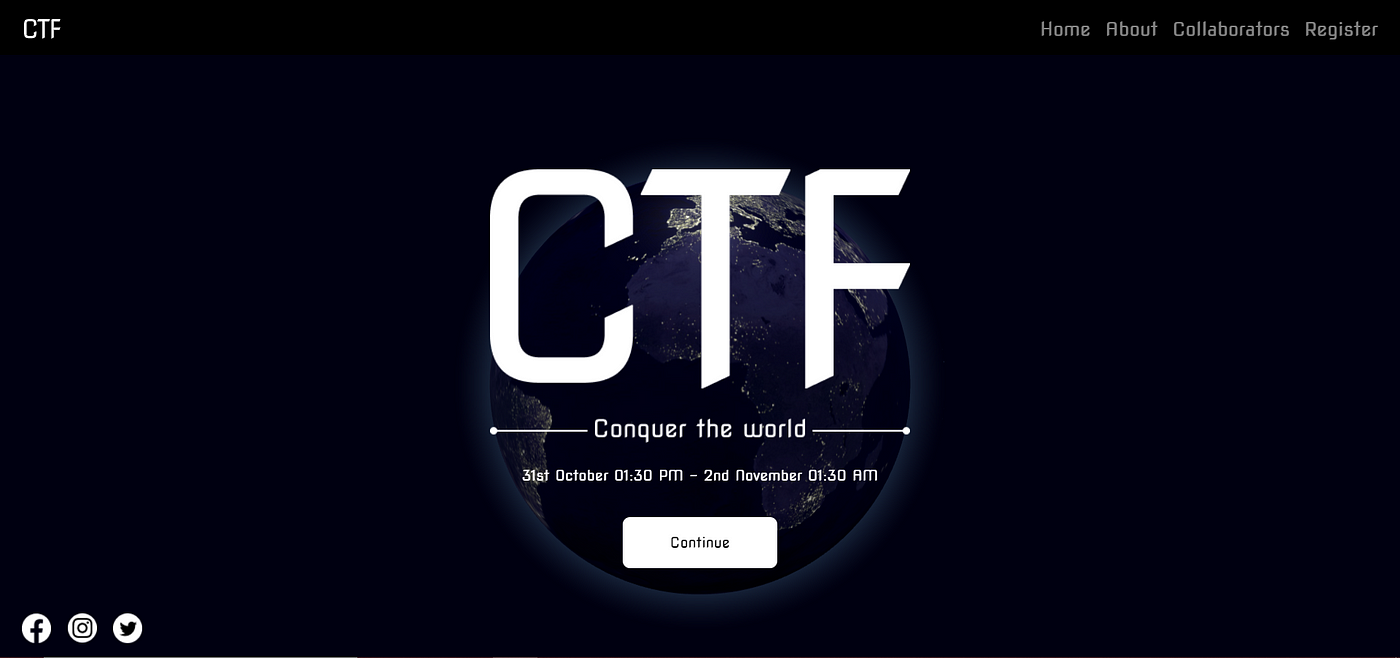 CTF
Home About Collaborators Register
CTF
Conquer the world
31st October 01:30 PM - 2nd November 01:30 AM
Continue